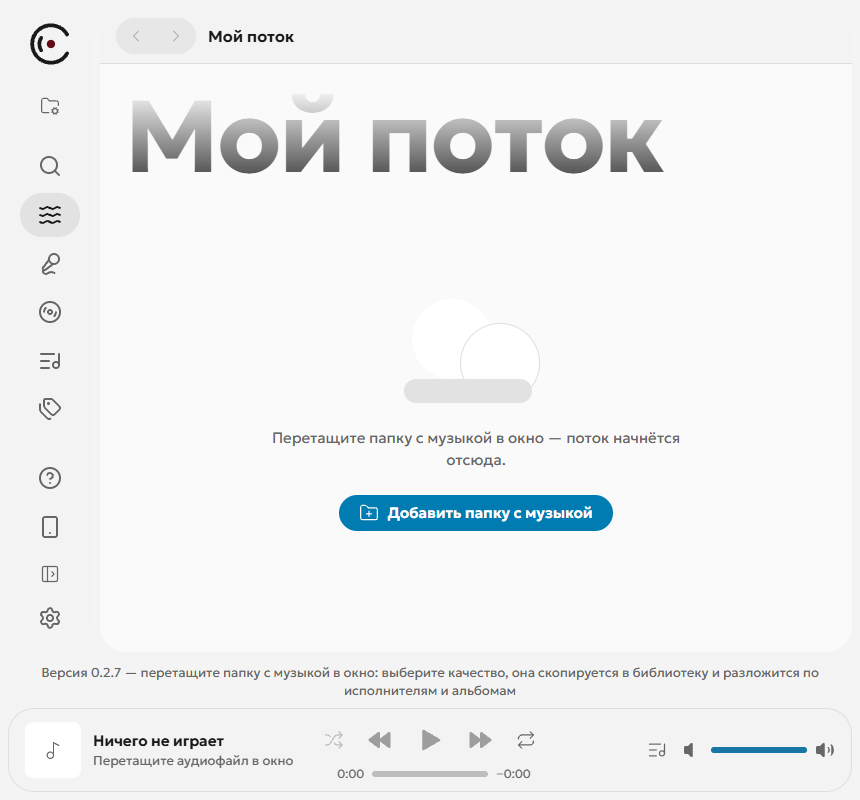 Мой поток
Мой поток
Перетащите папку с музыкой в окно — поток начнётся
отсюда.
Добавить папку с музыкой
Версия 0.2.7 — перетащите папку с музыкой в окно: выберите качество, она скопируется в библиотеку и разложится по
исполнителям и альбомам
Ничего не играет
Перетащите аудиофайл в окно
0:00
−0:00